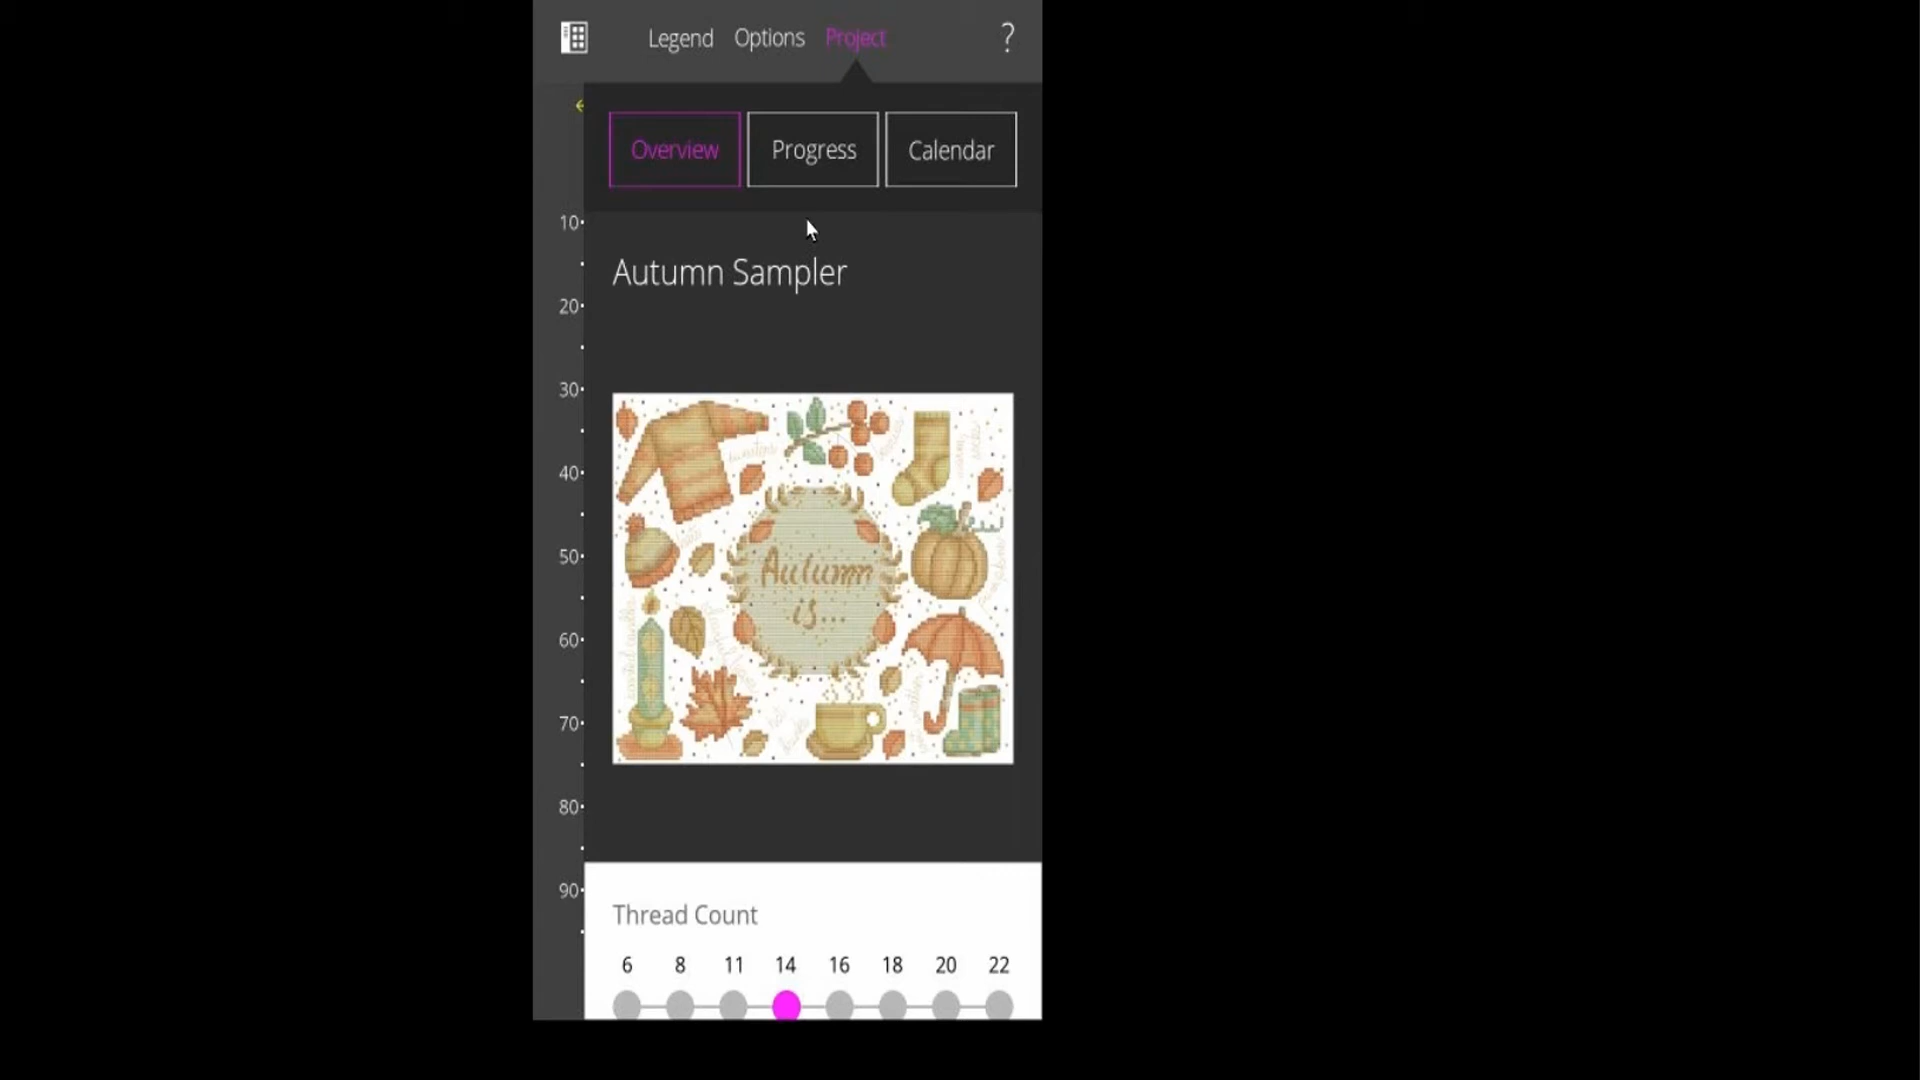 Legend Options Project ?
Overview Progress Calendar
10
20
30
40
50
60
70
80
90
Autumn Sampler
Autumn
is...
Thread Count
6 8 11 14 16 18 20 22